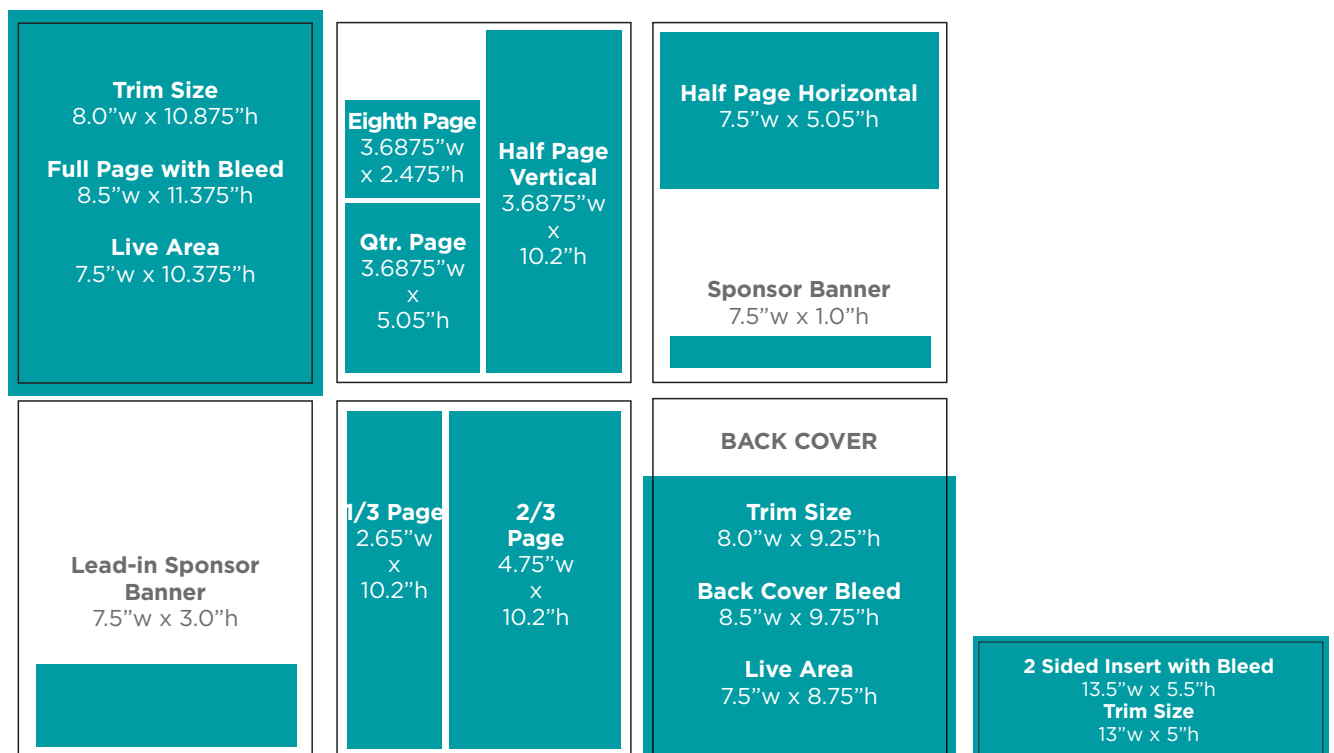 Trim Size
8.0”w x 10.875”h
Full Page with Bleed
8.5”w x 11.375”h
Live Area
7.5”w x 10.375”h
Eighth Page
3.6875”w
x 2.475”h
Qtr. Page
3.6875”w
x
5.05”h
Half Page
Vertical
3.6875”w
x
10.2”h
Half Page Horizontal
7.5”w x 5.05”h
Sponsor Banner
7.5”w x 1.0”h
Lead-in Sponsor
Banner
7.5”w x 3.0”h
1/3 Page
2.65”w
x
10.2”h
2/3
Page
4.75”w
x
10.2”h
BACK COVER
Trim Size
8.0”w x 9.25”h
Back Cover Bleed
8.5”w x 9.75”h
Live Area
7.5”w x 8.75”h
2 Sided Insert with Bleed
13.5”w x 5.5”h
Trim Size
13”w x 5”h